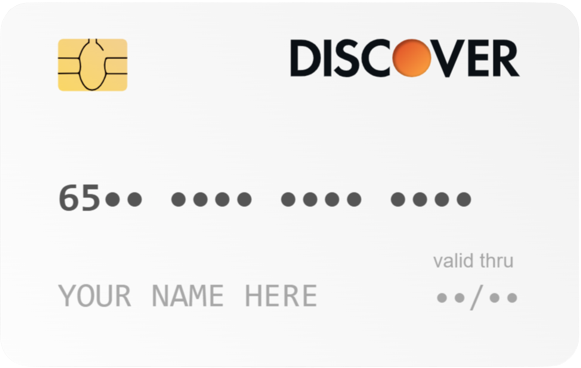 DISCOVER
65•• •••• •••• ••••
valid thru
YOUR NAME HERE ••/••